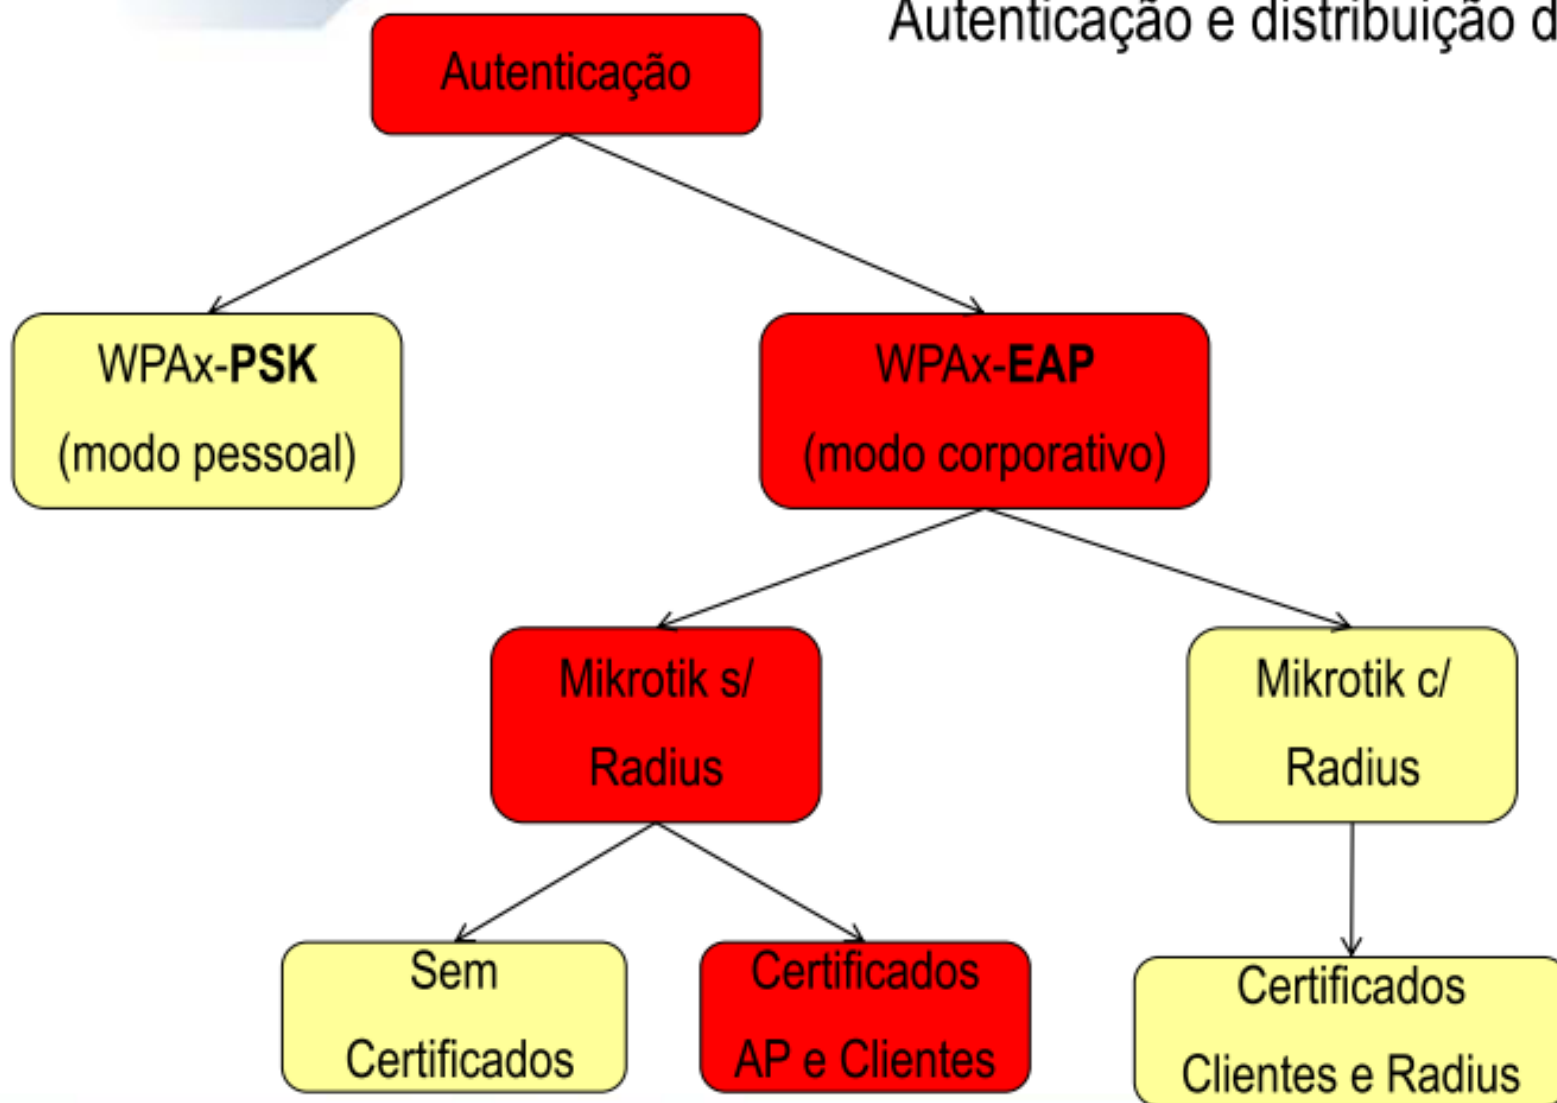 Autenticação e distribuição d
Autenticação
WPAx-PSK
(modo pessoal)
WPAx-EAP
(modo corporativo)
Mikrotik s/
Radius
Mikrotik c/
Radius
Sem
Certificados
Certificados
AP e Clientes
Certificados
Clientes e Radius